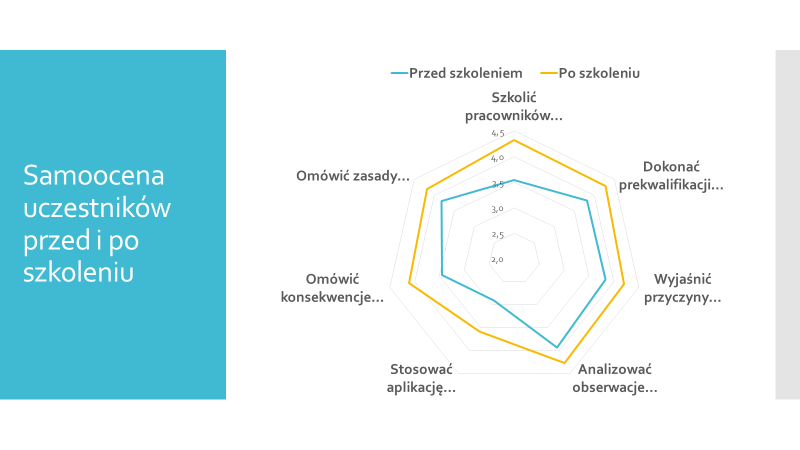 Samoocena
uczestników
przed i po
szkoleniu
Przed szkoleniem
Po szkoleniu
Szkolić
pracowników...
4,5
4,0
3,5
3,0
2,5
2,0
Dokonać
prekwalifikacji...
Wyjaśnić
przyczyny...
Analizować
obserwacje...
Stosować
aplikację...
Omówić
konsekwencje...
Omówić zasady...